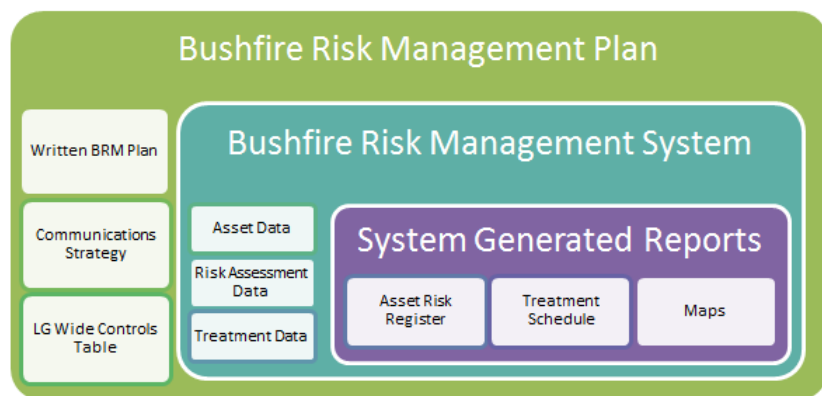 Bushfire Risk Management Plan
Written BRM Plan
Communications
Strategy
LG Wide Controls
Table
Bushfire Risk Management System
Asset Data
Risk Assessment
Data
Treatment Data
System Generated Reports
Asset Risk
Register
Treatment
Schedule
Maps